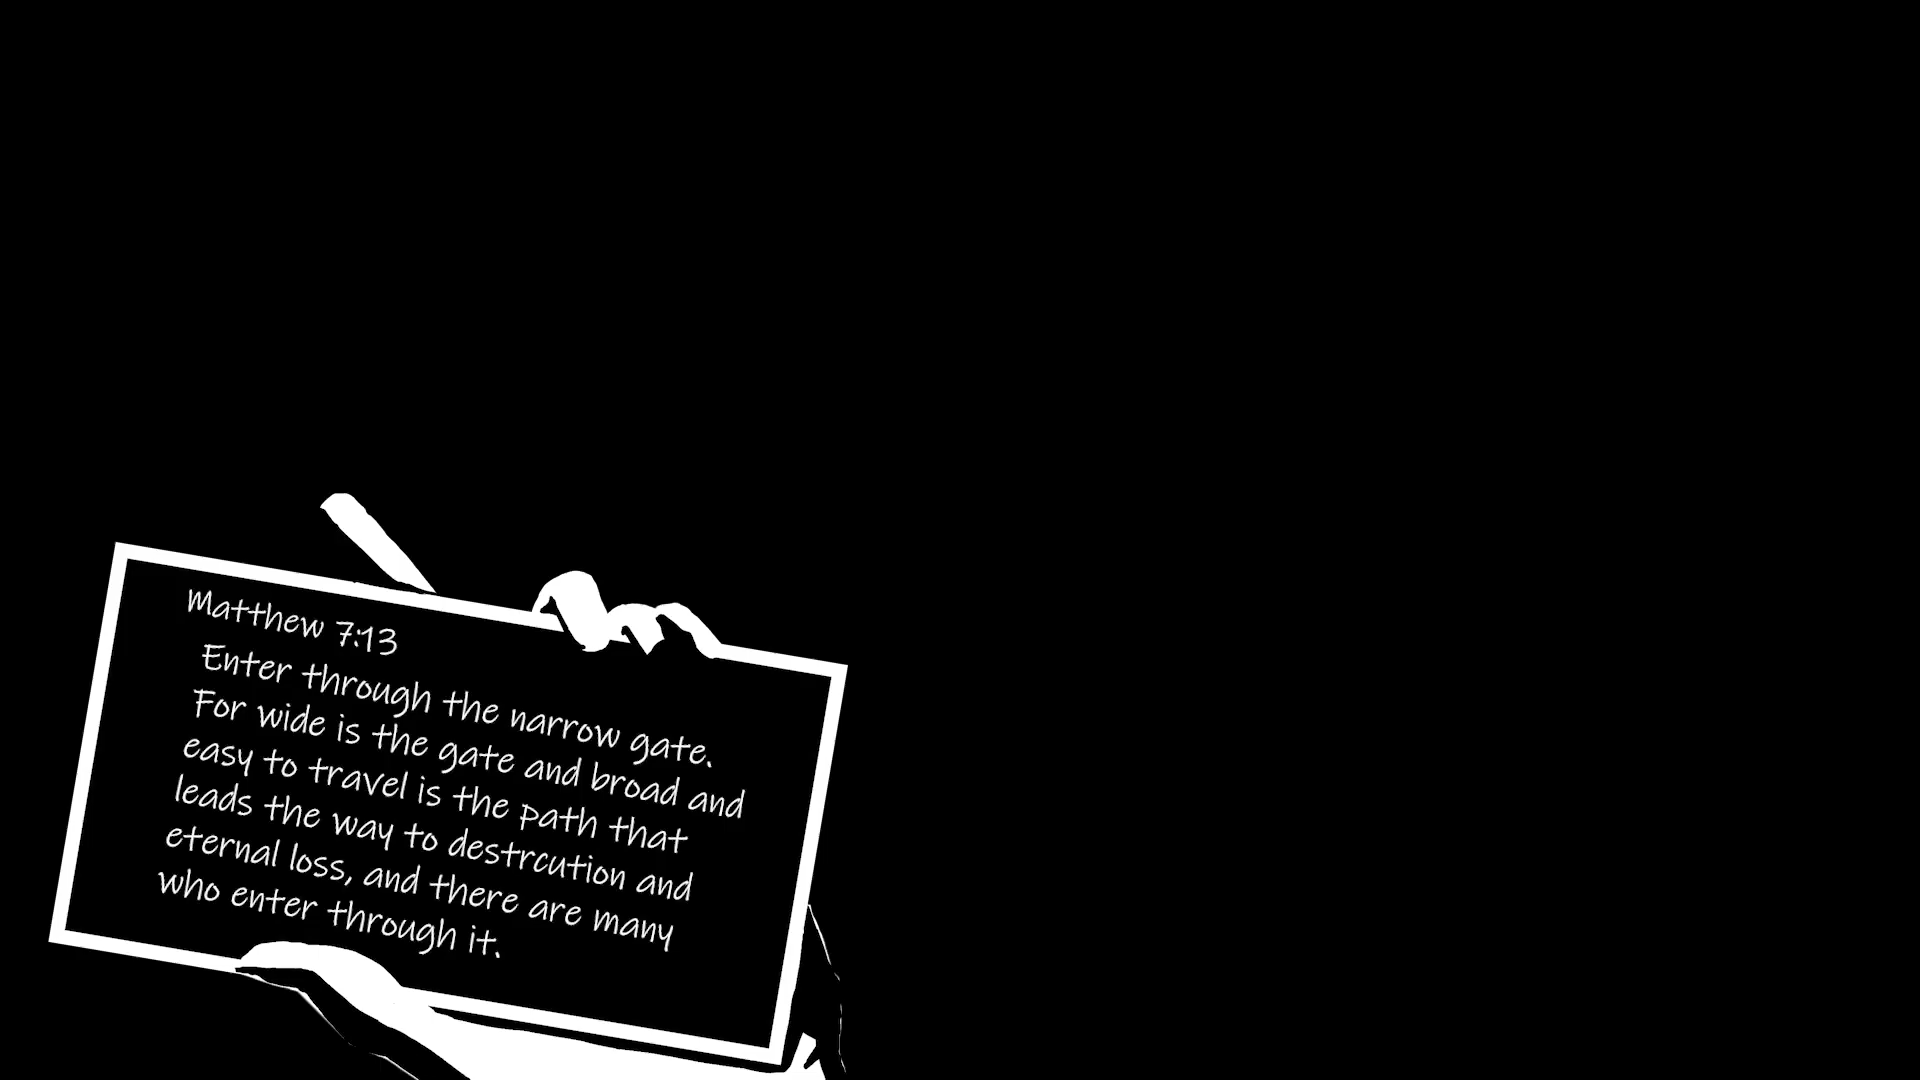 Matthew 7:13
Enter through the narrow gate.
For wide is the gate and broad and
easy to travel is the path that
leads the way to destrcution and
eternal loss, and there are many
who enter through it.